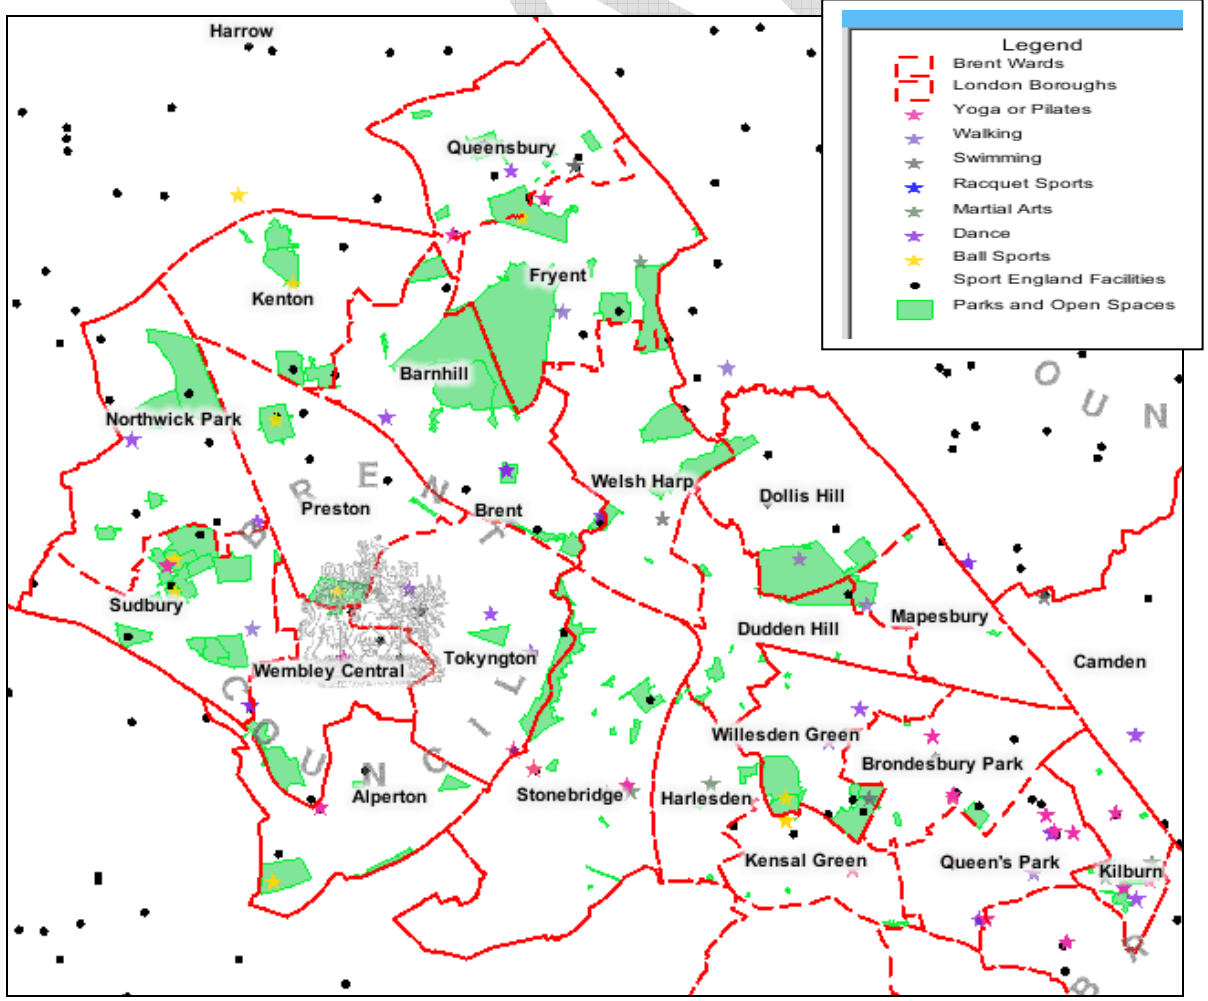 Harrow
Legend
Brent Wards
London Boroughs
Yoga or Pilates
Walking
Swimming
Racquet Sports
Martial Arts
Dance
Ball Sports
Sport England Facilities
Parks and Open Spaces
Queensbury
Fryent
Kenton
Barnhill
Northwick Park
Welsh Harp
Dollis Hill
Preston
Brent
BRENT
COUNCIL
Sudbury
Mapesbury
Dudden Hill
Tokyngton
Camden
Wembley Central
Willesden Green
Brondesbury Park
Alperton
Stonebridge
Harlesden
Kensal Green
Queen's Park
Kilburn
O U N
B R